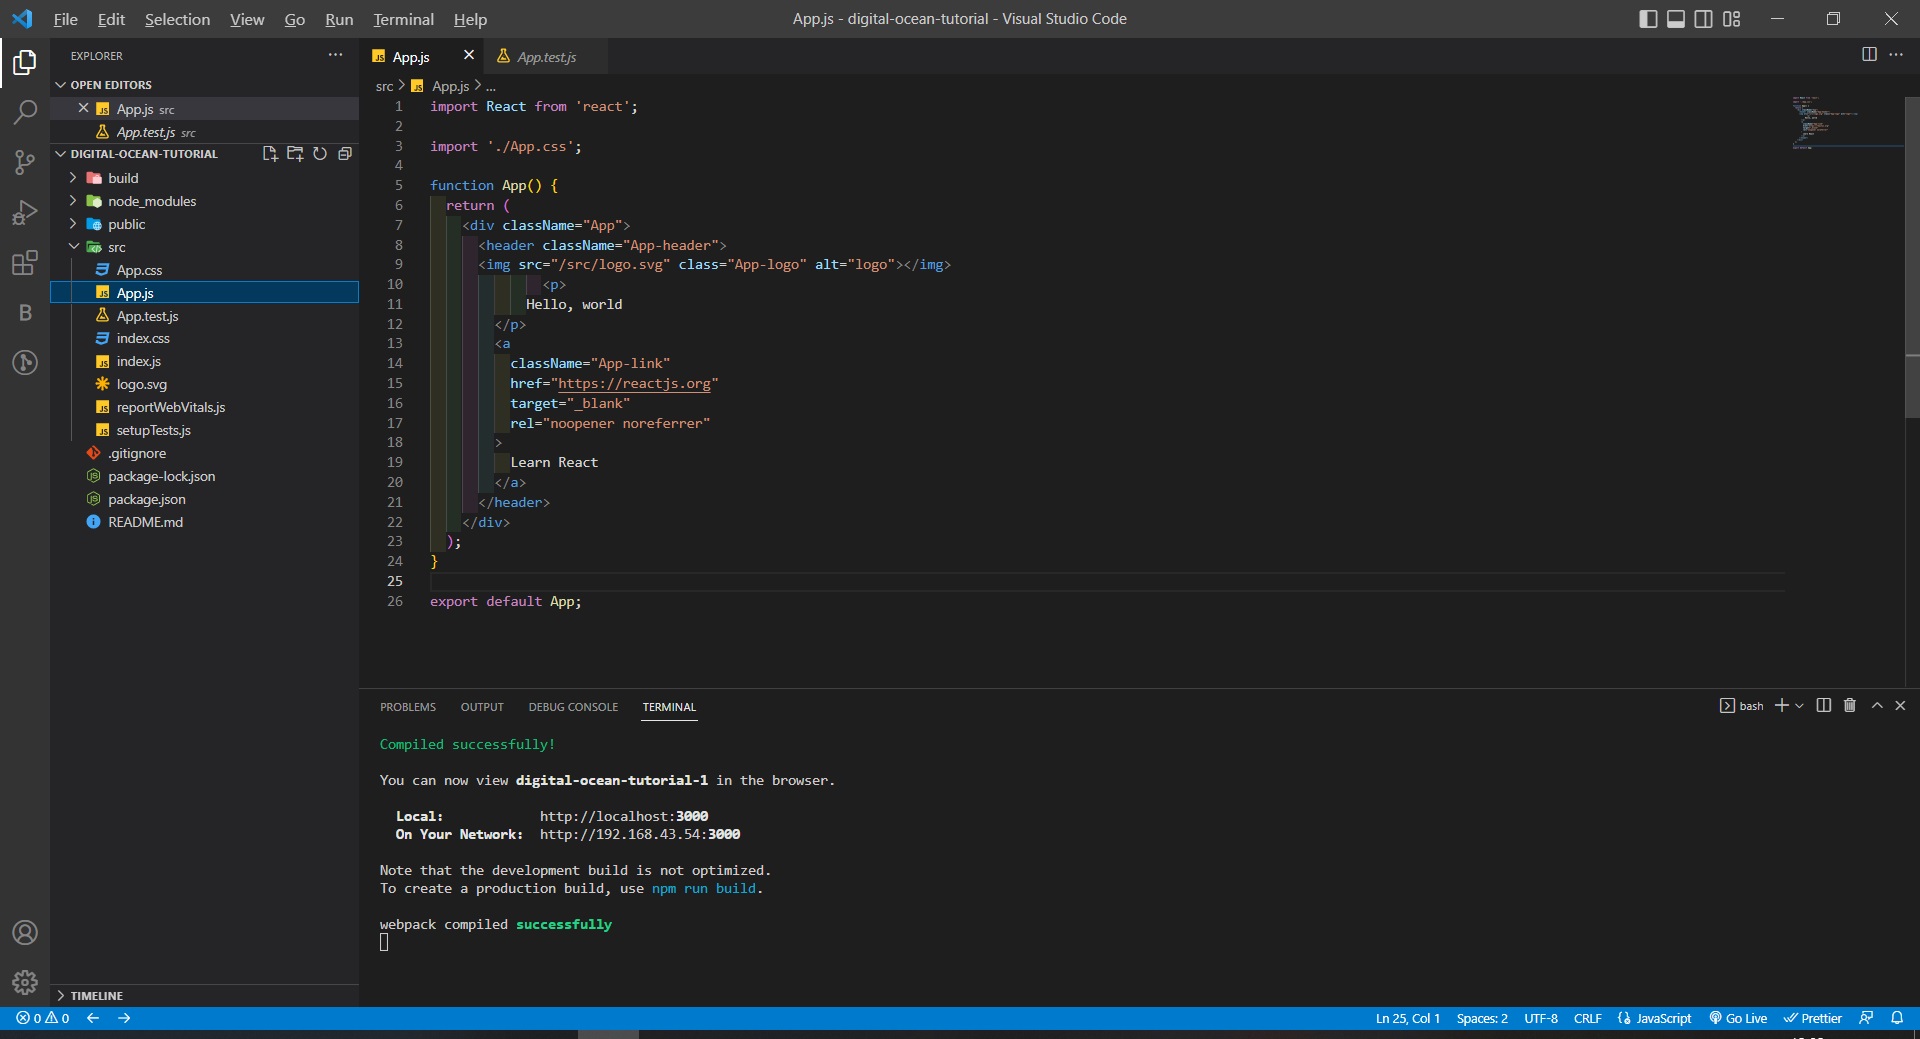 File Edit Selection View Go Run Terminal Help
App.js - digital-ocean-tutorial - Visual Studio Code
EXPLORER
OPEN EDITORS
App.js src
App.test.js src
DIGITAL-OCEAN-TUTORIAL
build
node_modules
public
src
App.css
App.js
App.test.js
index.css
index.js
logo.svg
reportWebVitals.js
setupTests.js
.gitignore
package-lock.json
package.json
README.md
TIMELINE
App.js
App.test.js
src > App.js > ...
1 import React from 'react';
2
3 import './App.css';
4
5 function App() {
6 return (
7 <div className="App">
8 <header className="App-header">
9 <img src="/src/logo.svg" class="App-logo" alt="logo"></img>
10 <p>
11 Hello, world
12 </p>
13 <a
14 className="App-link"
15 href="https://reactjs.org"
16 target="_blank"
17 rel="noopener noreferrer"
18 >
19 Learn React
20 </a>
21 </header>
22 </div>
23 );
24 }
25
26 export default App;
PROBLEMS OUTPUT DEBUG CONSOLE TERMINAL
bash
Compiled successfully!
You can now view digital-ocean-tutorial-1 in the browser.
Local: http://localhost:3000
On Your Network: http://192.168.43.54:3000
Note that the development build is not optimized.
To create a production build, use npm run build.
webpack compiled successfully
0 0
Ln 25, Col 1 Spaces: 2 UTF-8 CRLF JavaScript Go Live Prettier